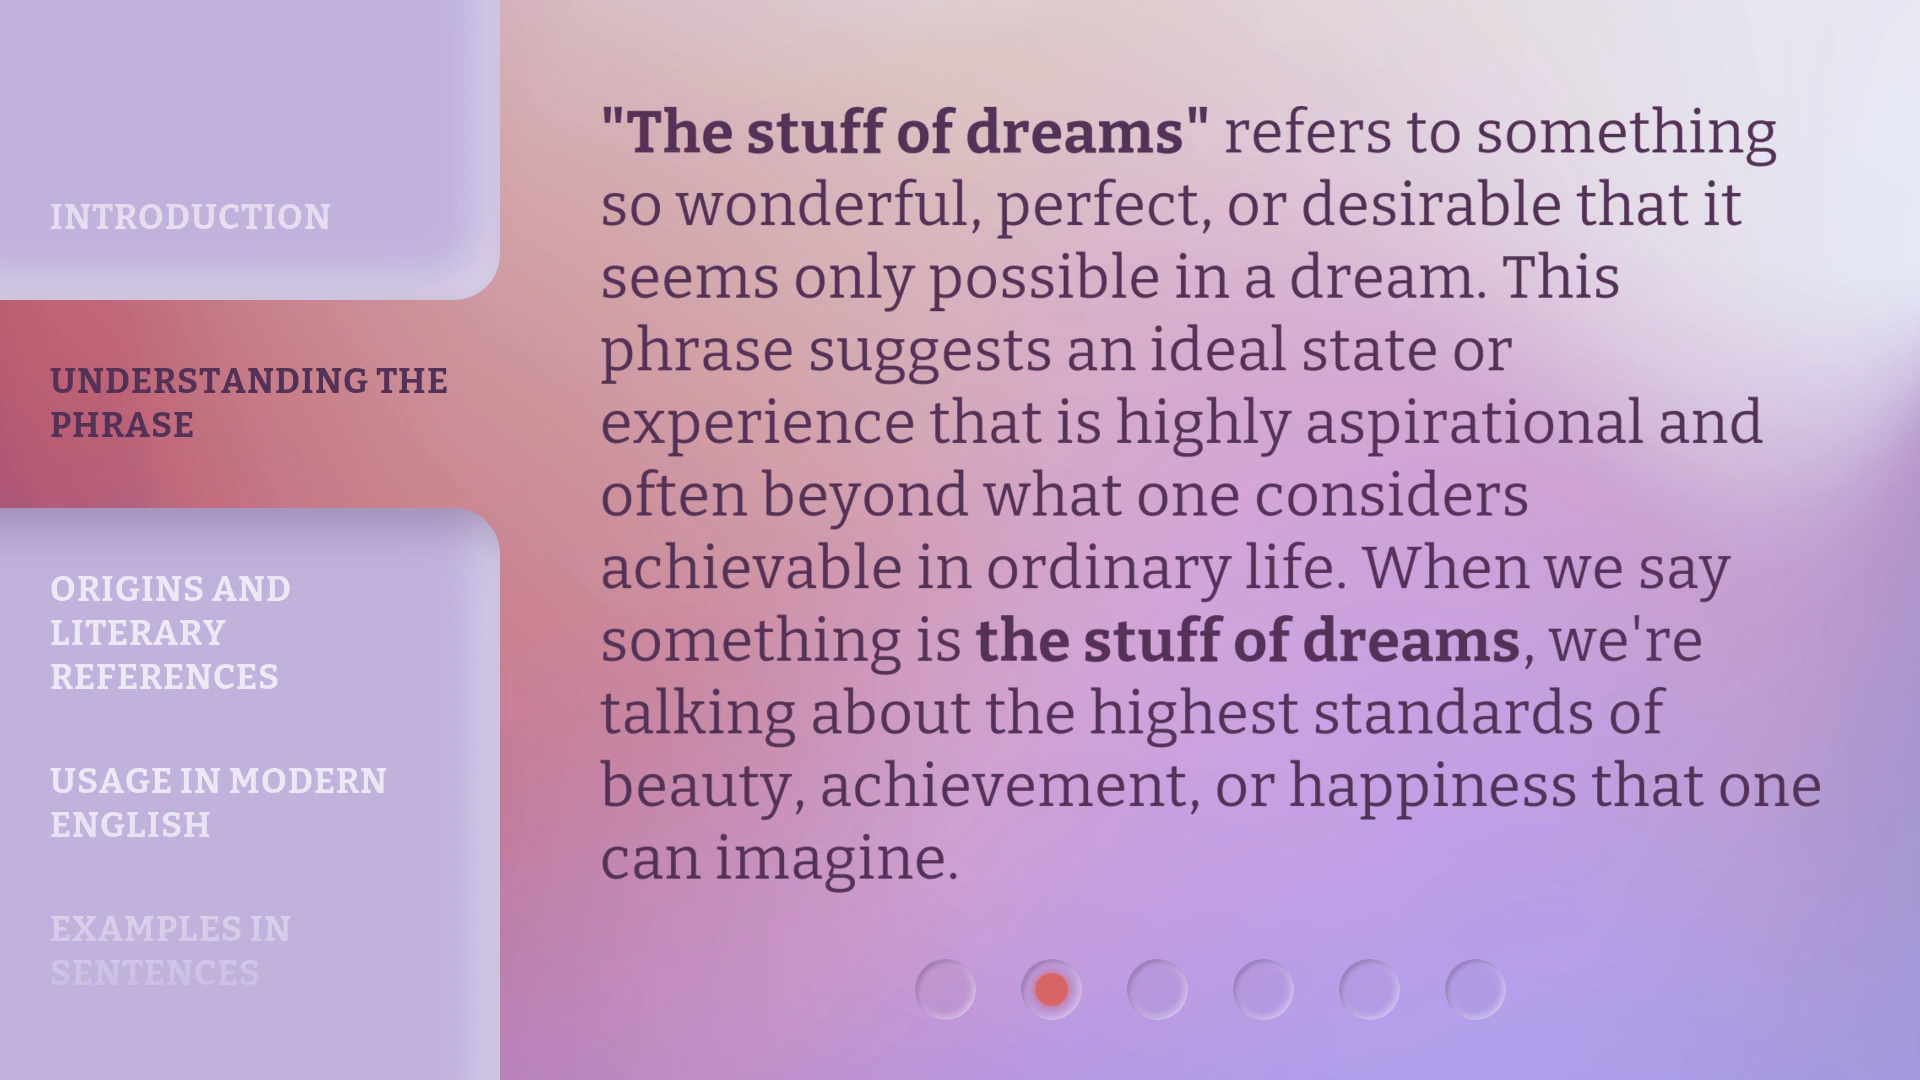 INTRODUCTION
UNDERSTANDING THE
PHRASE
ORIGINS AND
LITERARY
REFERENCES
USAGE IN MODERN
ENGLISH
EXAMPLES IN
SENTENCES
"The stuff of dreams" refers to something
so wonderful, perfect, or desirable that it
seems only possible in a dream. This
phrase suggests an ideal state or
experience that is highly aspirational and
often beyond what one considers
achievable in ordinary life. When we say
something is the stuff of dreams, we're
talking about the highest standards of
beauty, achievement, or happiness that one
can imagine.